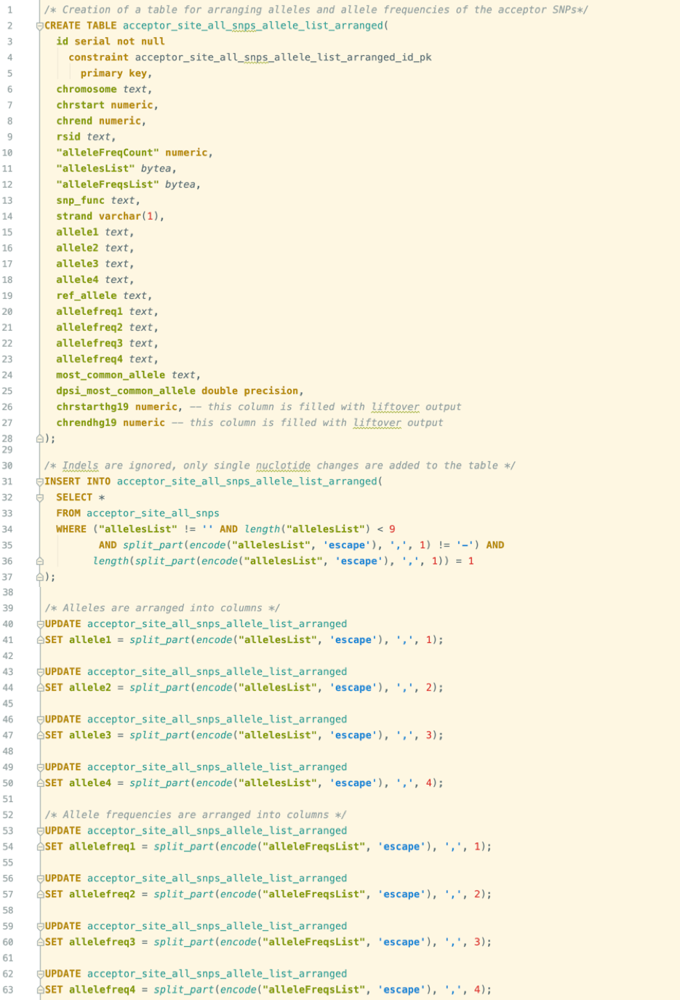 1 /* Creation of a table for arranging alleles and allele frequencies of the acceptor SNPs*/
2 CREATE TABLE acceptor_site_all_snps_allele_list_arranged(
3 id serial not null
4 constraint acceptor_site_all_snps_allele_list_arranged_id_pk
5 primary key,
6 chromosome text,
7 chrstart numeric,
8 chrend numeric,
9 rsid text,
10 "alleleFreqCount" numeric,
11 "allelesList" bytea,
12 "alleleFreqsList" bytea,
13 snp_func text,
14 strand varchar(1),
15 allele1 text,
16 allele2 text,
17 allele3 text,
18 allele4 text,
19 ref_allele text,
20 allelefreq1 text,
21 allelefreq2 text,
22 allelefreq3 text,
23 allelefreq4 text,
24 most_common_allele text,
25 dpsi_most_common_allele double precision,
26 chrstarthg19 numeric, -- this column is filled with liftover output
27 chrendhg19 numeric -- this column is filled with liftover output
28 );
29
30 /* Indels are ignored, only single nuclotide changes are added to the table */
31 INSERT INTO acceptor_site_all_snps_allele_list_arranged(
32 SELECT *
33 FROM acceptor_site_all_snps
34 WHERE ("allelesList" != '' AND length("allelesList") < 9
35 AND split_part(encode("allelesList", 'escape'), ',', 1) != '-') AND
36 length(split_part(encode("allelesList", 'escape'), ',', 1)) = 1
37 );
38
39 /* Alleles are arranged into columns */
40 UPDATE acceptor_site_all_snps_allele_list_arranged
41 SET allele1 = split_part(encode("allelesList", 'escape'), ',', 1);
42
43 UPDATE acceptor_site_all_snps_allele_list_arranged
44 SET allele2 = split_part(encode("allelesList", 'escape'), ',', 2);
45
46 UPDATE acceptor_site_all_snps_allele_list_arranged
47 SET allele3 = split_part(encode("allelesList", 'escape'), ',', 3);
48
49 UPDATE acceptor_site_all_snps_allele_list_arranged
50 SET allele4 = split_part(encode("allelesList", 'escape'), ',', 4);
51
52 /* Allele frequencies are arranged into columns */
53 UPDATE acceptor_site_all_snps_allele_list_arranged
54 SET allelefreq1 = split_part(encode("alleleFreqsList", 'escape'), ',', 1);
55
56 UPDATE acceptor_site_all_snps_allele_list_arranged
57 SET allelefreq2 = split_part(encode("alleleFreqsList", 'escape'), ',', 2);
58
59 UPDATE acceptor_site_all_snps_allele_list_arranged
60 SET allelefreq3 = split_part(encode("alleleFreqsList", 'escape'), ',', 3);
61
62 UPDATE acceptor_site_all_snps_allele_list_arranged
63 SET allelefreq4 = split_part(encode("alleleFreqsList", 'escape'), ',', 4);